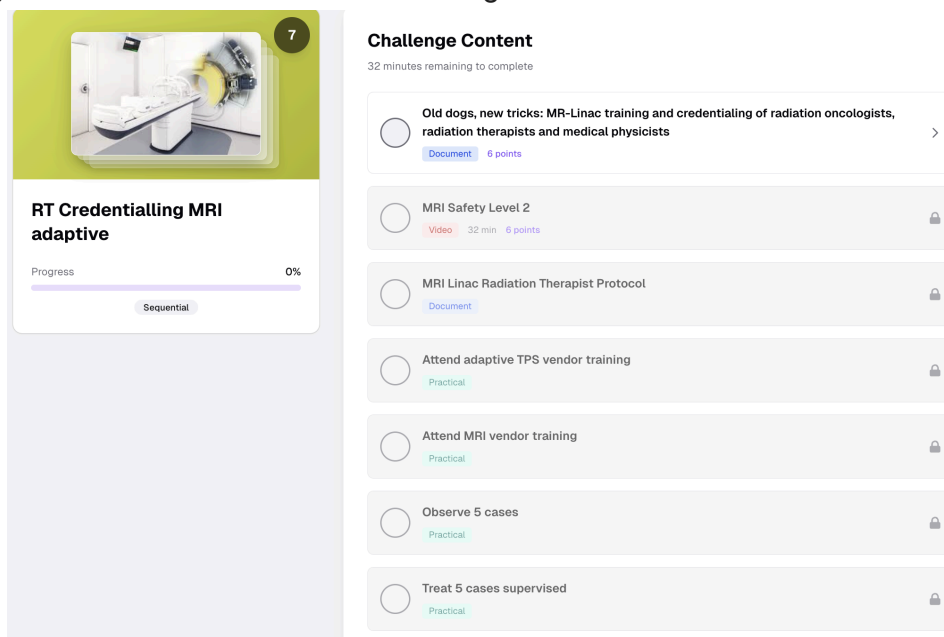 7
RT Credentialling MRI
adaptive
Progress
0%
Sequential
Challenge Content
32 minutes remaining to complete
Old dogs, new tricks: MR-Linac training and credentialing of radiation oncologists,
radiation therapists and medical physicists
Document 6 points
MRI Safety Level 2
Video 32 min 6 points
MRI Linac Radiation Therapist Protocol
Document
Attend adaptive TPS vendor training
Practical
Attend MRI vendor training
Practical
Observe 5 cases
Practical
Treat 5 cases supervised
Practical